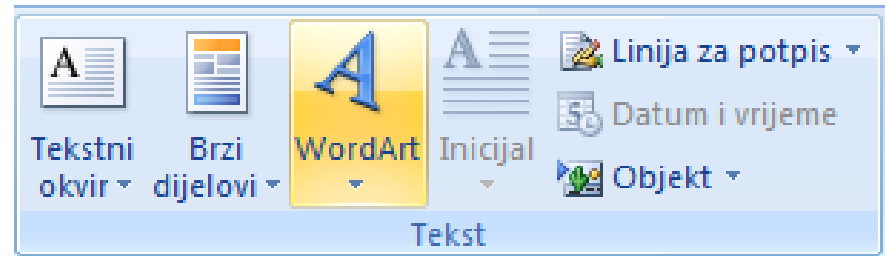 Tekstni okvir
Brzi dijelovi
WordArt
Inicijal
Linija za potpis
Datum i vrijeme
Objekt
Tekst